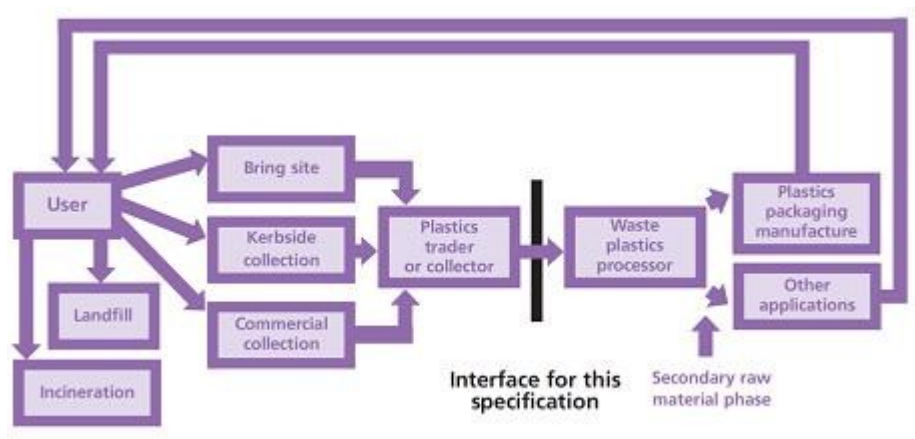 Bring site
User
Kerbside
collection
Commercial
collection
Landfill
Incineration
Plastics
trader
or collector
Waste
plastics
processor
Plastics
packaging
manufacture
Other
applications
Interface for this
specification
Secondary raw
material phase